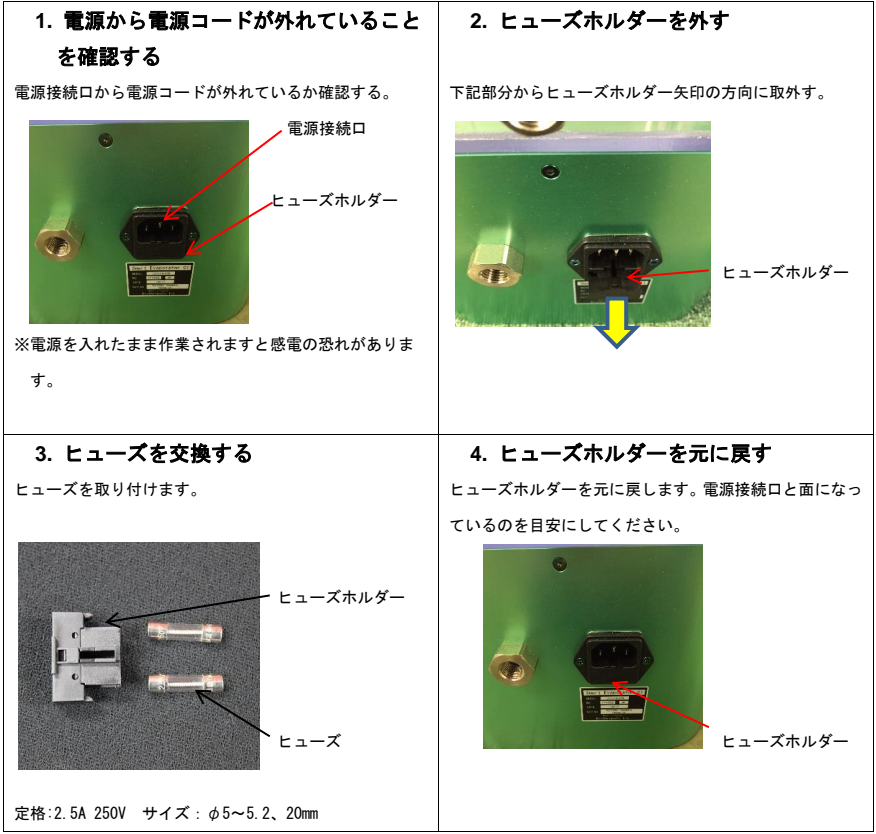 1. 電源から電源コードが外れていること
を確認する
電源接続口から電源コードが外れているか確認する。
電源接続口
ヒューズホルダー
※電源を入れたまま作業されますと感電の恐れがありま
す。
2. ヒューズホルダーを外す
下記部分からヒューズホルダー矢印の方向に取外す。
ヒューズホルダー
3. ヒューズを交換する
ヒューズを取り付けます。
ヒューズホルダー
ヒューズ
定格:2.5A 250V サイズ：φ5～5.2、20mm
4. ヒューズホルダーを元に戻す
ヒューズホルダーを元に戻します。電源接続口と面になっ
ているのを目安にしてください。
ヒューズホルダー